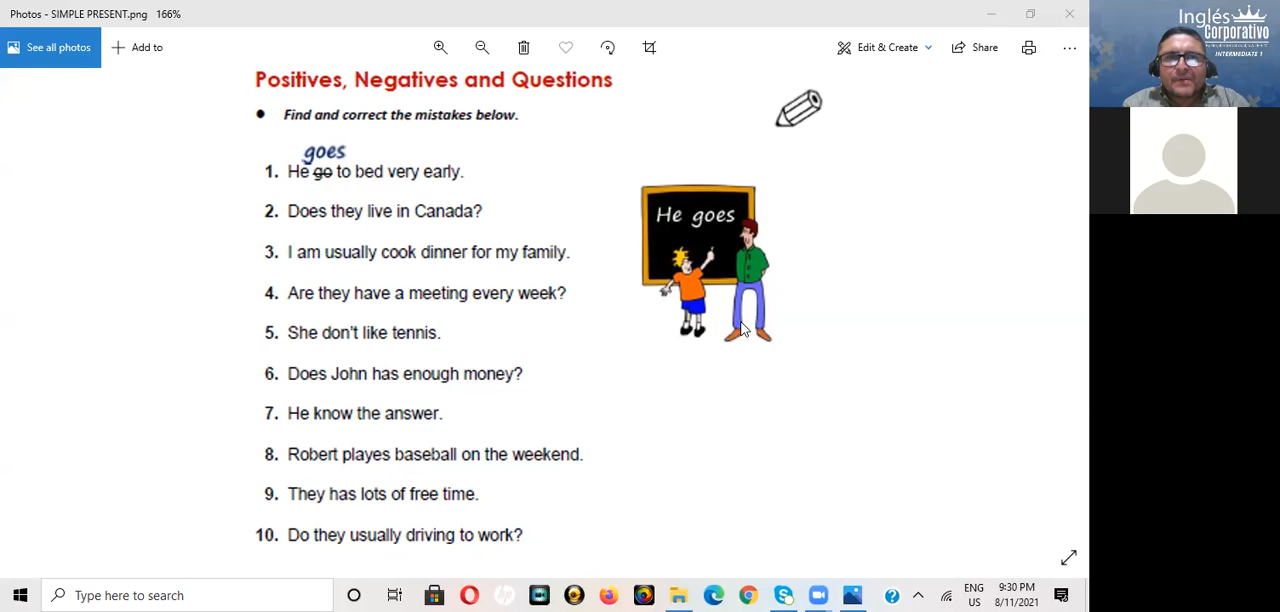 Photos - SIMPLE PRESENT.png 166%
See all photos
Add to
Edit & Create
Share
Inglés
Corporativo
INTERMEDIATE 1
Positives, Negatives and Questions
Find and correct the mistakes below.
goes
1. He go to bed very early.
2. Does they live in Canada?
3. I am usually cook dinner for my family.
4. Are they have a meeting every week?
5. She don't like tennis.
6. Does John has enough money?
7. He know the answer.
8. Robert playes baseball on the weekend.
9. They has lots of free time.
10. Do they usually driving to work?
He goes
Type here to search
ENG
US
9:30 PM
8/11/2021